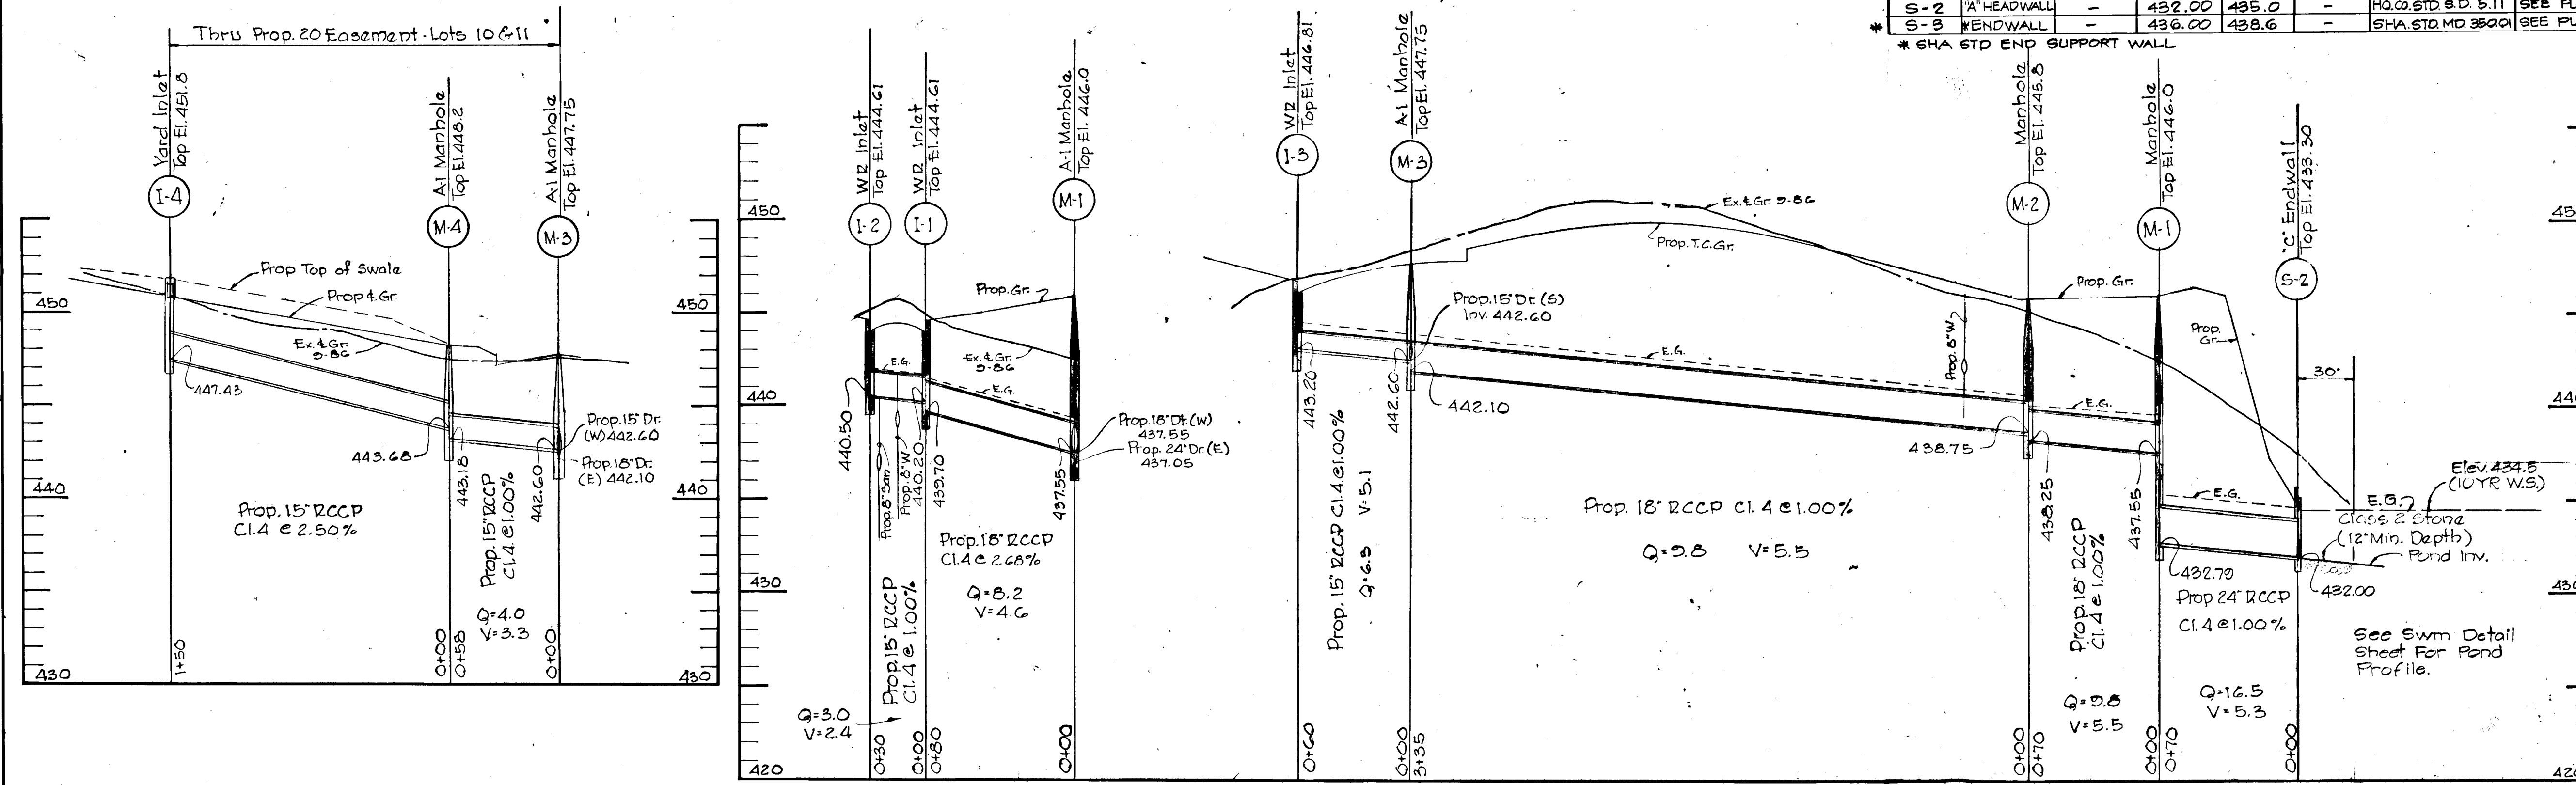 S-2 "A" HEADWALL - 432.00 435.0 - HO.CO.STD. S.D. 5.11
* S-3 *ENDWALL - 436.00 438.6 - SHA.STD.MD.350.01
* SHA STD END SUPPORT WALL
Thru Prop. 20 Easement - Lots 10 & 11
Yard Inlet
Top El. 451.8
I-4
A-1 Manhole
Top El. 448.2
M-4
A-1 Manhole
Top El. 447.75
M-3
Prop Top of Swale
Prop ℄ Gr.
Ex. ℄ Gr.
9-86
447.43
443.68
443.18
442.60
Prop. 15" Dr.
(W) 442.60
Prop. 18" Dr.
(E) 442.10
Prop. 15" RCCP
Cl. 4 @ 2.50%
Prop. 15" RCCP
Cl. 4 @ 1.00%
Q=4.0
V=3.3
450
440
430
450
440
430
1+50
0+00
0+58
0+00
WR Inlet
Top El. 444.61
I-2
WR Inlet
Top El. 444.61
I-1
A-1 Manhole
Top El. 446.0
M-1
Prop. Gr.
Ex. ℄ Gr.
9-86
E.G.
E.G.
440.50
Prop. 8" San
Prop. 8" W
440.20
439.70
437.55
Prop. 18" Dr. (W)
437.55
Prop. 24" Dr. (E)
437.05
Prop. 15" RCCP
Cl. 4 @ 1.00%
Prop. 18" RCCP
Cl. 4 @ 2.68%
Q=8.2
V=4.6
Q=3.0
V=2.4
450
440
430
420
0+30
0+00
0+80
0+00
WR Inlet
Top El. 446.81
I-3
A-1 Manhole
Top El. 447.75
M-3
Ex. ℄ Gr. 9-86
Prop. T.C. Gr.
Prop. 15" Dr. (S)
Inv. 442.60
E.G.
Prop. 8" W
443.20
442.60
442.10
438.75
Prop. 15" RCCP Cl. 4 @ 1.00%
Q=6.3 V=5.1
Prop. 18" RCCP Cl. 4 @ 1.00%
Q=9.8 V=5.5
0+60
0+00
3+35
Manhole
Top El. 445.8
M-2
Manhole
Top El. 446.0
M-1
"C" Endwall
Top El. 433.30
S-2
Prop. Gr.
Prop.
Gr.
E.G.
E.G.
438.25
437.55
Prop. 18" RCCP
Cl. 4 @ 1.00%
Q=9.8
V=5.5
432.79
Prop. 24" RCCP
Cl. 4 @ 1.00%
Q=16.5
V=5.3
30'
Elev. 434.5
(10 YR W.S.)
E.G.
Class 2 Stone
(12" Min. Depth)
Pond Inv.
432.00
See Swm Detail
Sheet For Pond
Profile.
0+00
0+70
0+00
0+70
0+00